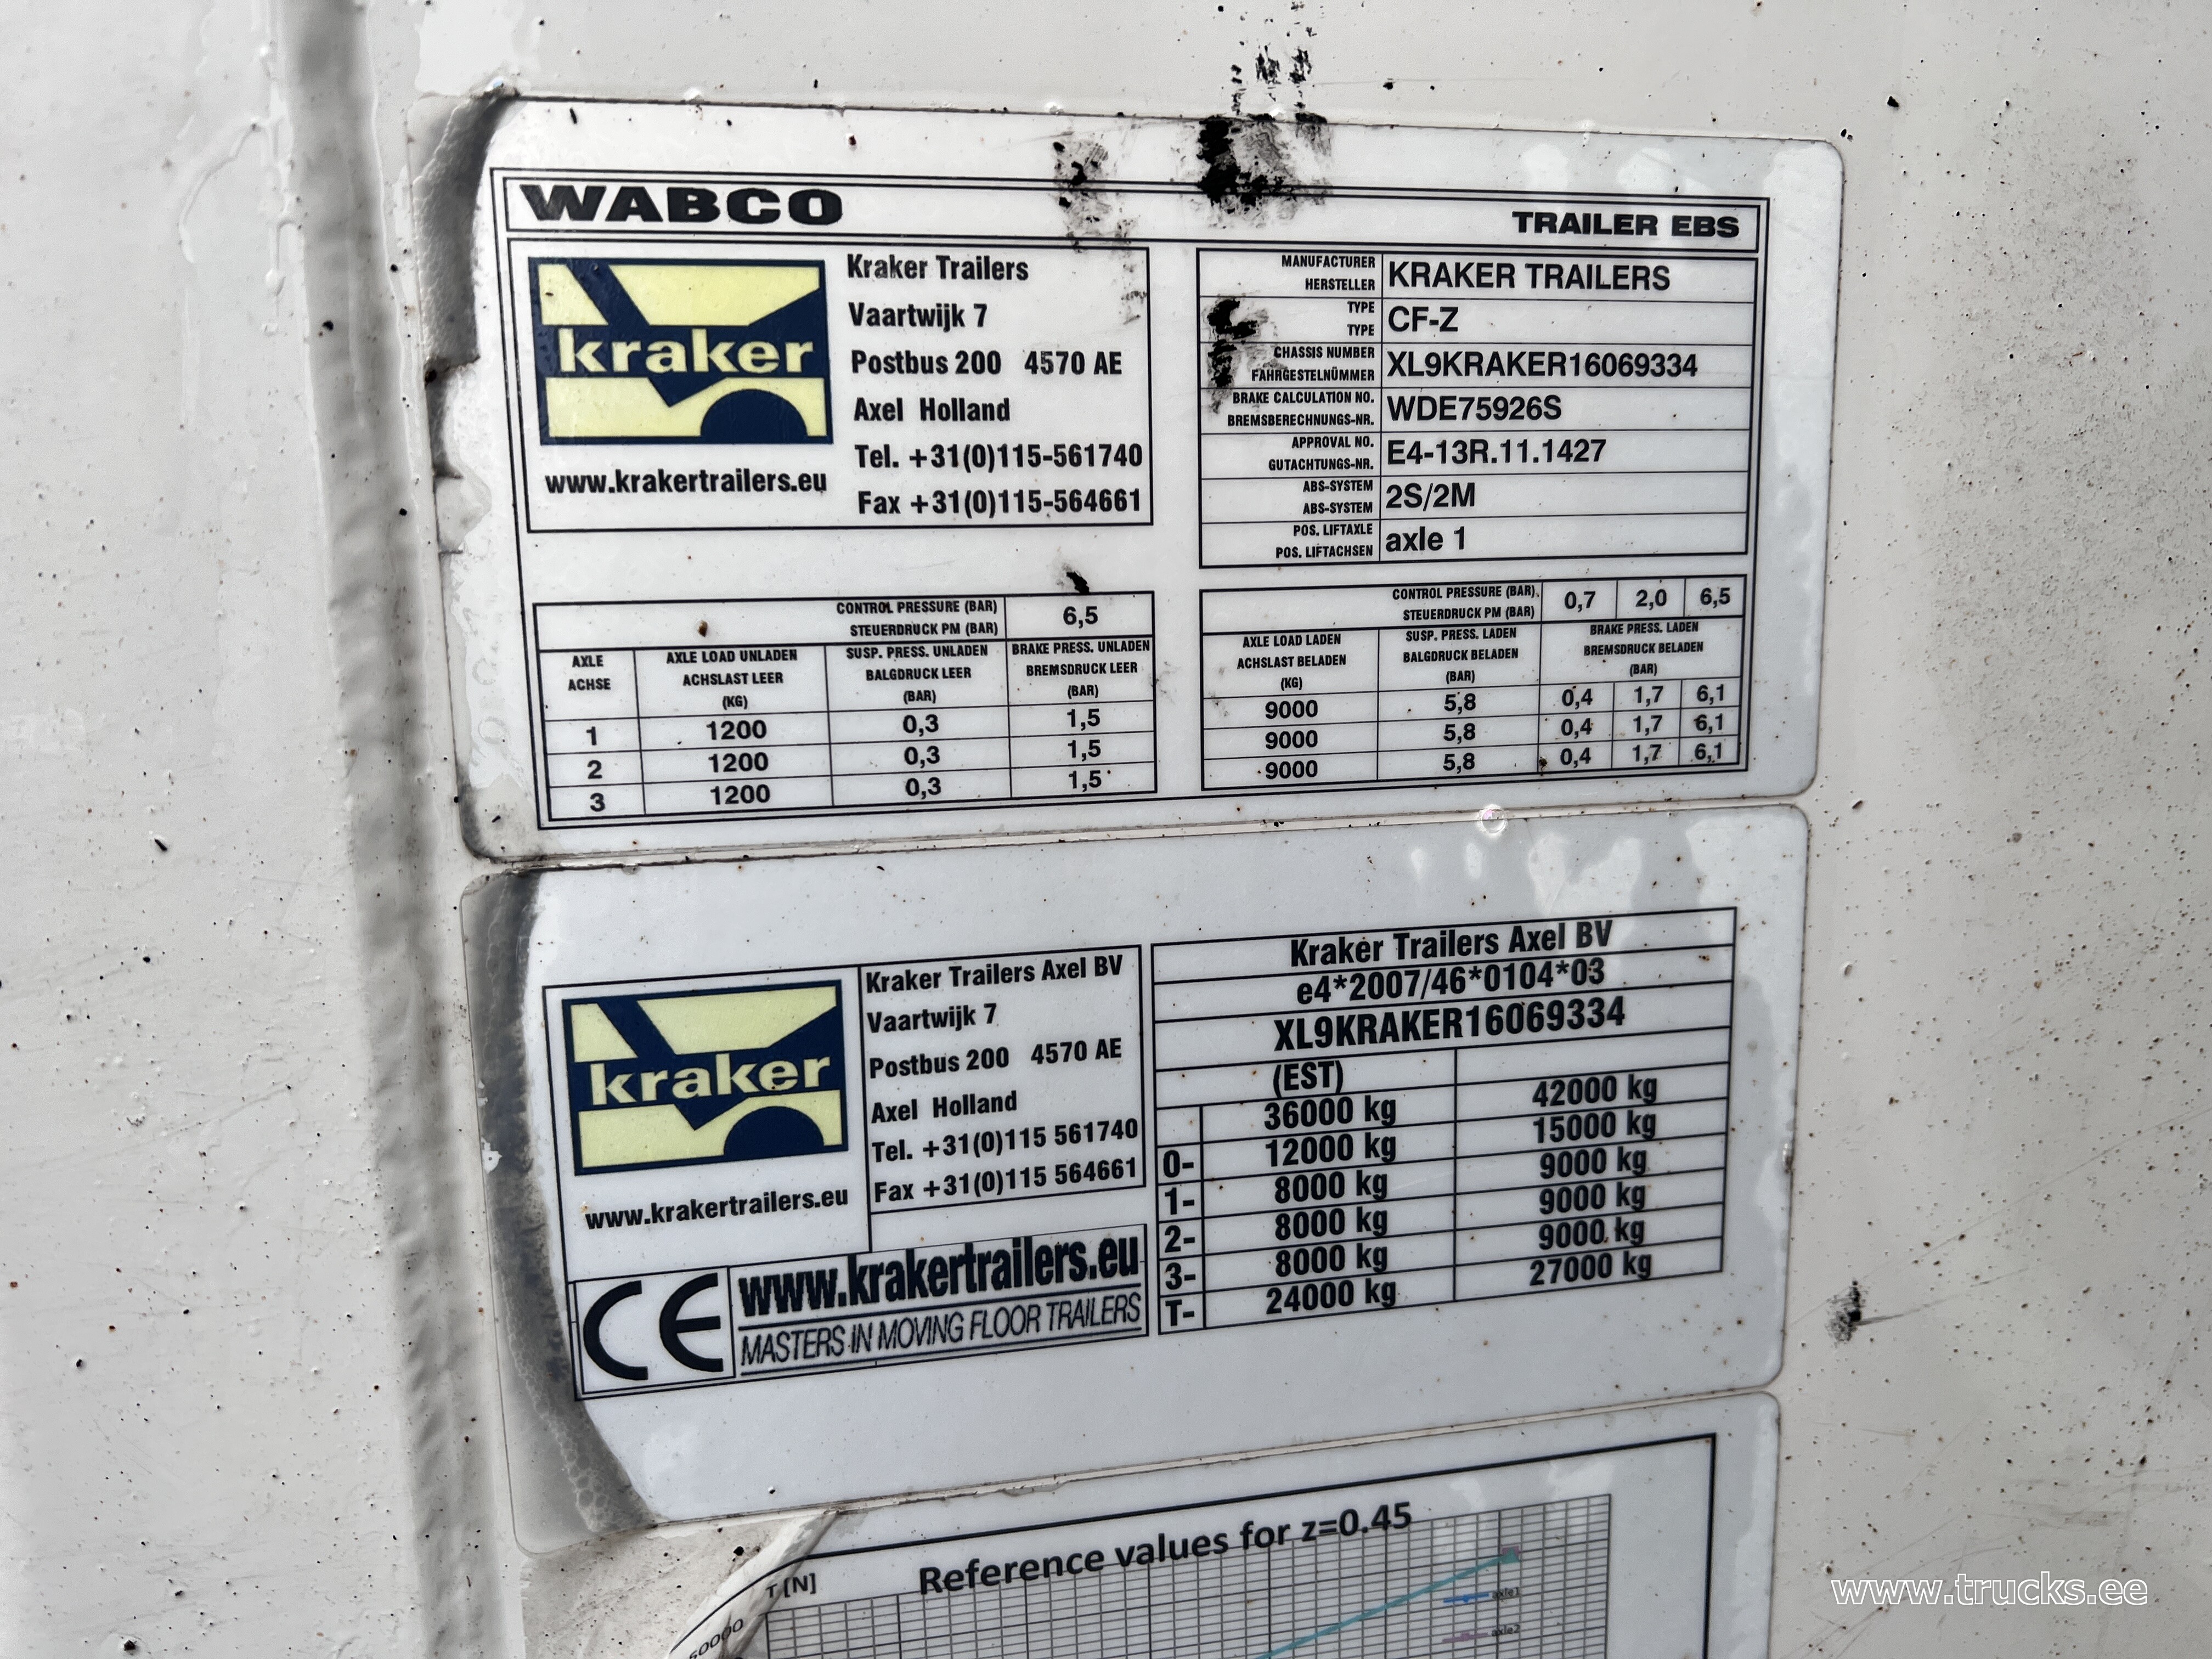 WABCO
TRAILER EBS
kraker
www.krakertrailers.eu
Kraker Trailers
Vaartwijk 7
Postbus 200 4570 AE
Axel Holland
Tel. +31(0)115-561740
Fax +31(0)115-564661
MANUFACTURER
HERSTELLER
KRAKER TRAILERS
TYPE
TYPE
CF-Z
CHASSIS NUMBER
FAHRGESTELNÜMMER
XL9KRAKER16069334
BRAKE CALCULATION NO.
BREMSBERECHNUNGS-NR.
WDE75926S
APPROVAL NO.
GUTACHTUNGS-NR.
E4-13R.11.1427
ABS-SYSTEM
ABS-SYSTEM
2S/2M
POS. LIFTAXLE
POS. LIFTACHSEN
axle 1
CONTROL PRESSURE (BAR)
STEUERDRUCK PM (BAR)
6,5
AXLE
ACHSE
AXLE LOAD UNLADEN
ACHSLAST LEER
(KG)
SUSP. PRESS. UNLADEN
BALGDRUCK LEER
(BAR)
BRAKE PRESS. UNLADEN
BREMSDRUCK LEER
(BAR)
1 1200 0,3 1,5
2 1200 0,3 1,5
3 1200 0,3 1,5
CONTROL PRESSURE (BAR)
STEUERDRUCK PM (BAR)
0,7 2,0 6,5
AXLE LOAD LADEN
ACHSLAST BELADEN
(KG)
SUSP. PRESS. LADEN
BALGDRUCK BELADEN
(BAR)
BRAKE PRESS. LADEN
BREMSDRUCK BELADEN
(BAR)
9000 5,8 0,4 1,7 6,1
9000 5,8 0,4 1,7 6,1
9000 5,8 0,4 1,7 6,1
kraker
www.krakertrailers.eu
Kraker Trailers Axel BV
Vaartwijk 7
Postbus 200 4570 AE
Axel Holland
Tel. +31(0)115 561740
Fax +31(0)115 564661
CE
www.krakertrailers.eu
MASTERS IN MOVING FLOOR TRAILERS
Kraker Trailers Axel BV
e4*2007/46*0104*03
XL9KRAKER16069334
(EST)
36000 kg 42000 kg
0- 12000 kg 15000 kg
1- 8000 kg 9000 kg
2- 8000 kg 9000 kg
3- 8000 kg 9000 kg
T- 24000 kg 27000 kg
Reference values for z=0.45
T [N]
axle1
axle2
www.trucks.ee